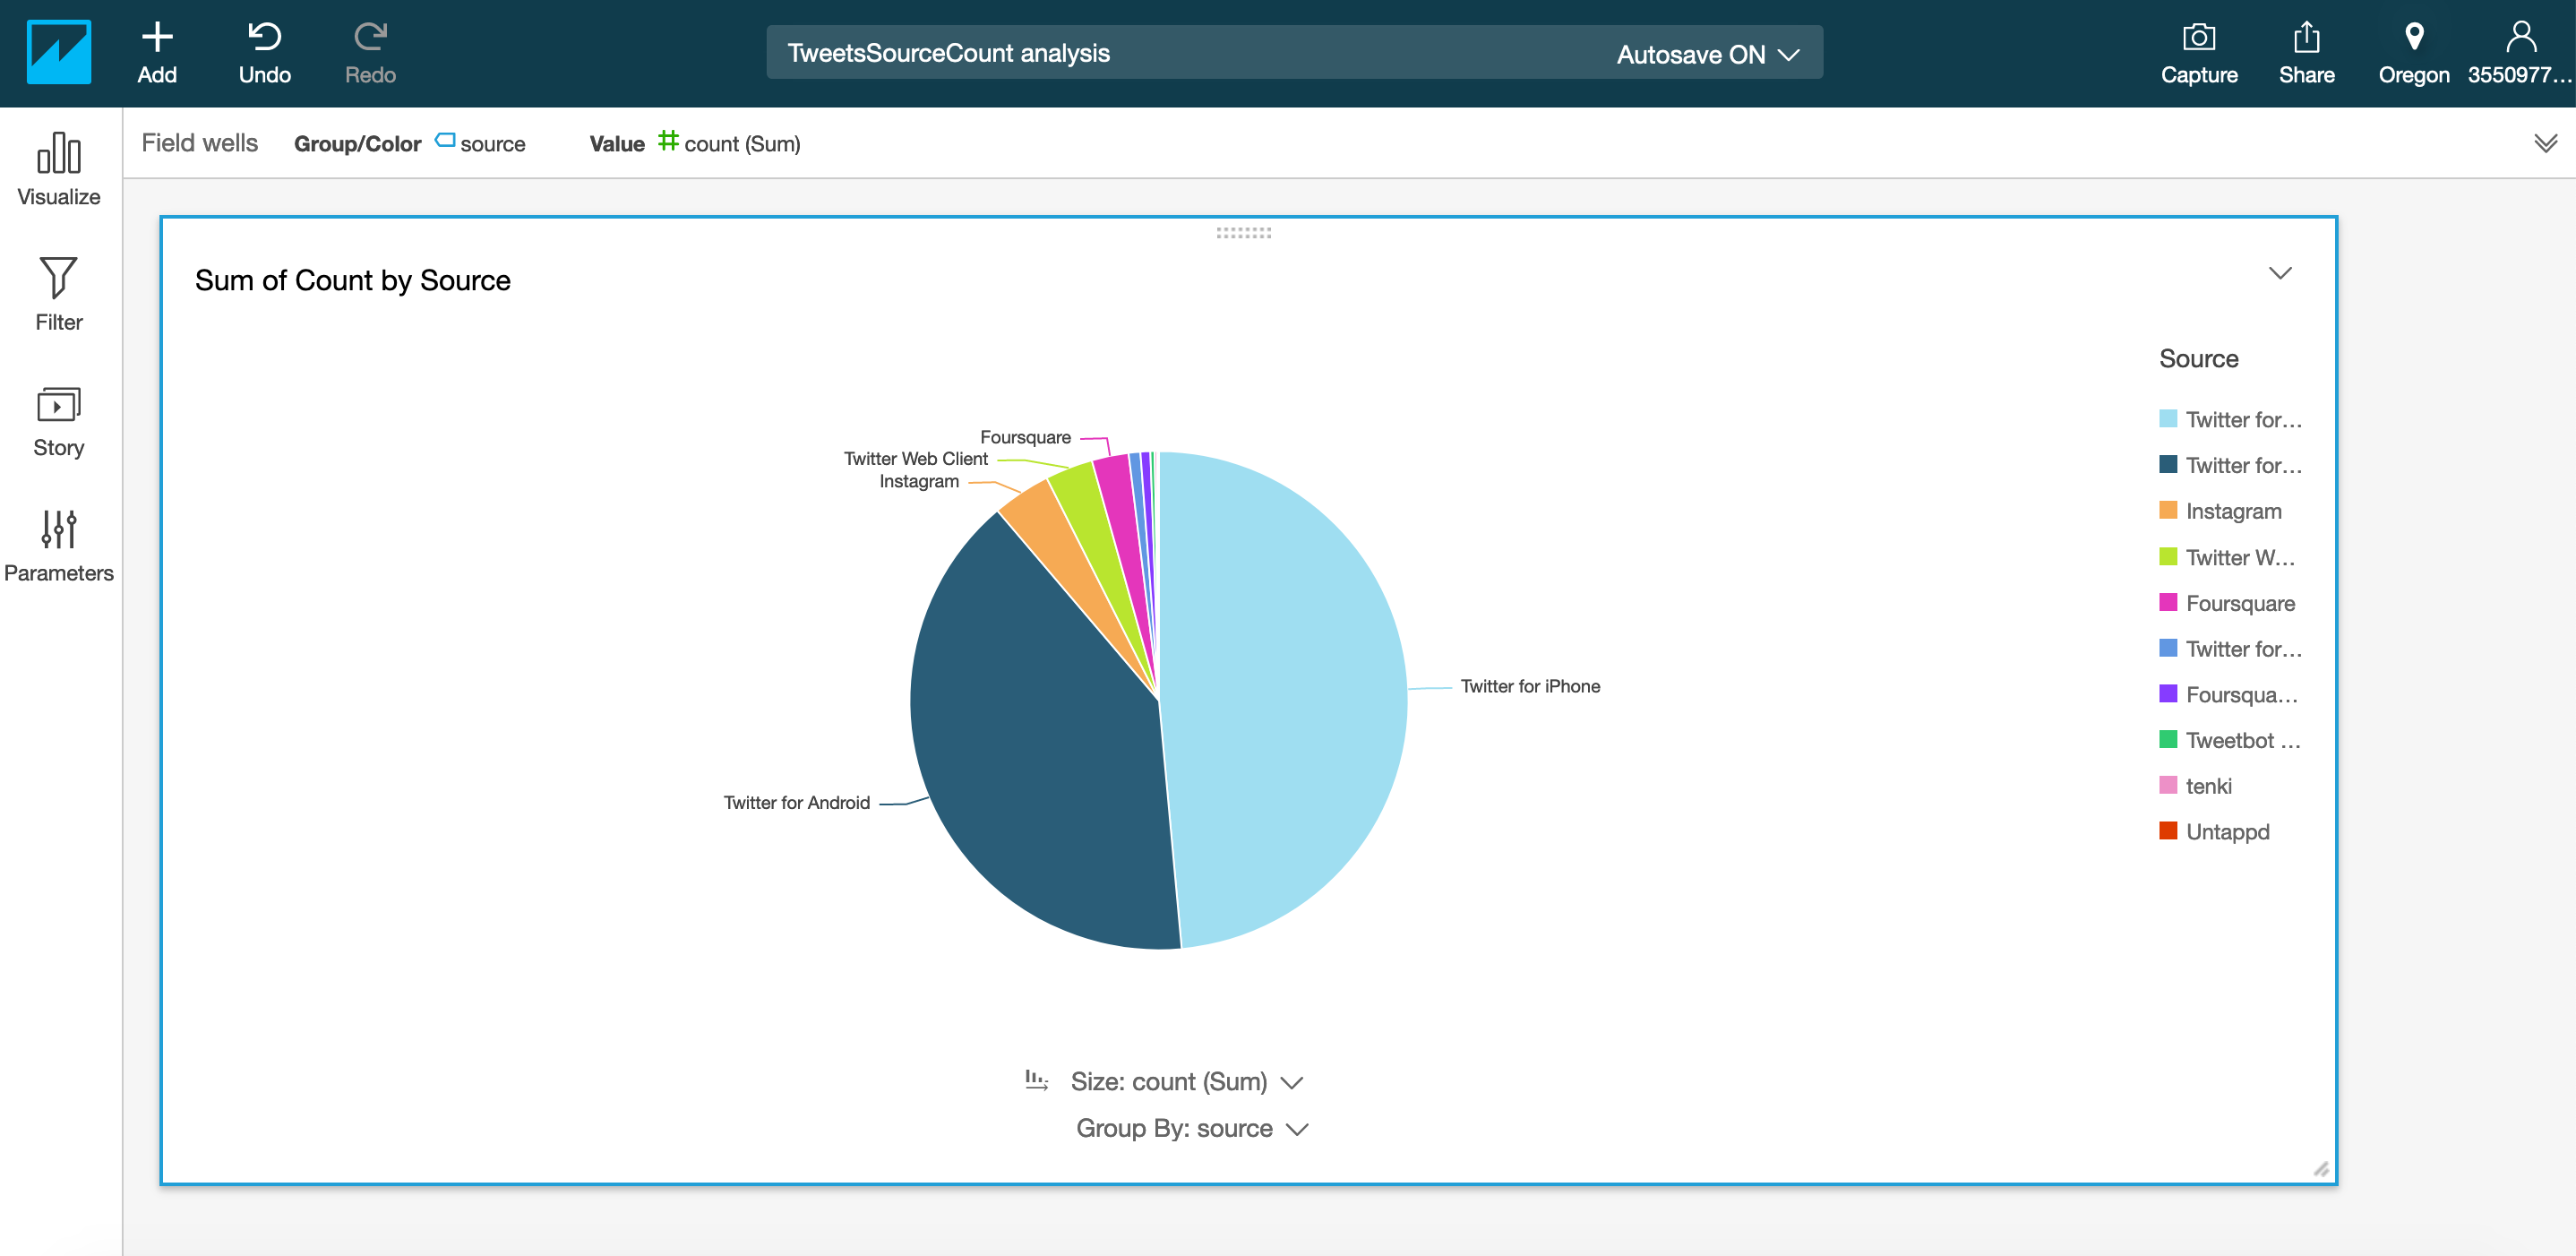 Add
Undo
Redo
TweetsSourceCount analysis
Autosave ON
Capture
Share
Oregon
3550977...
Visualize
Filter
Story
Parameters
Field wells Group/Color source Value count (Sum)
Sum of Count by Source
Foursquare
Twitter Web Client
Instagram
Twitter for iPhone
Twitter for Android
Source
Twitter for...
Twitter for...
Instagram
Twitter W...
Foursquare
Twitter for...
Foursqua...
Tweetbot ...
tenki
Untappd
Size: count (Sum)
Group By: source